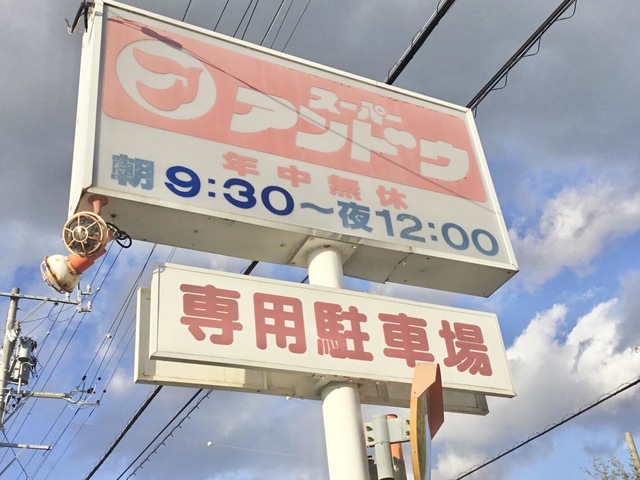 スーパー
アンドウ
年中無休
朝9:30～夜12:00
専用駐車場